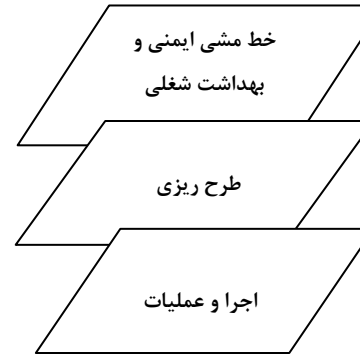 خط مشی ایمنی و
بهداشت شغلی
طرح ریزی
اجرا و عملیات